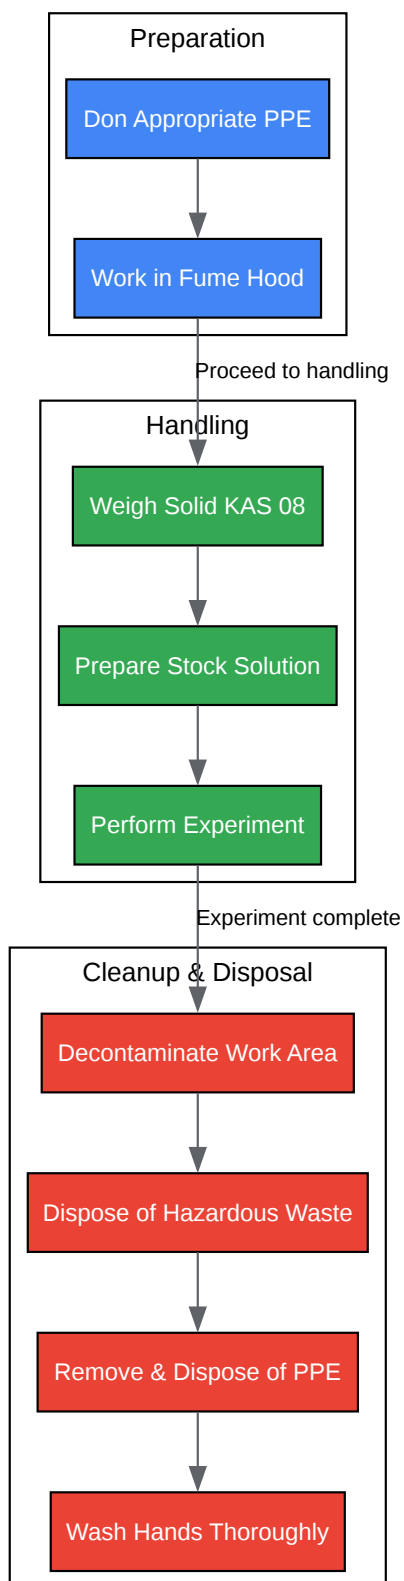 Preparation
Don Appropriate PPE
Work in Fume Hood
Proceed to handling
Handling
Weigh Solid KAS 08
Prepare Stock Solution
Perform Experiment
Experiment complete
Cleanup & Disposal
Decontaminate Work Area
Dispose of Hazardous Waste
Remove & Dispose of PPE
Wash Hands Thoroughly